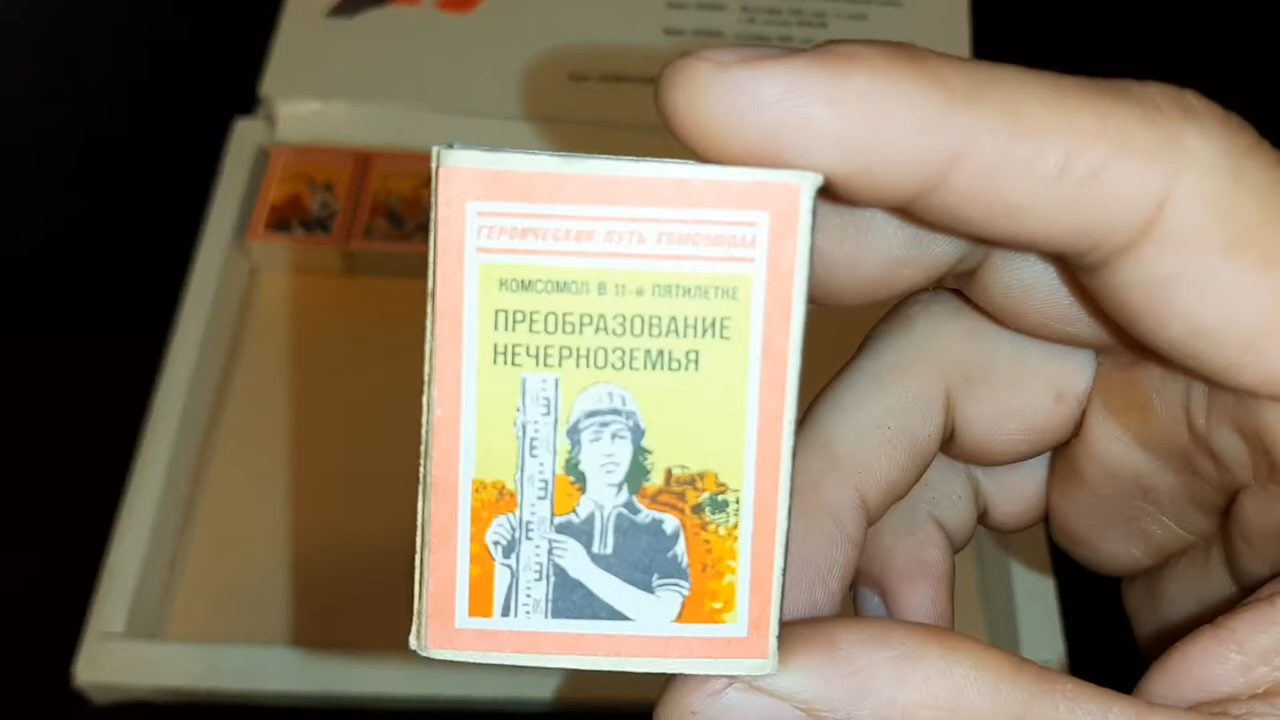 ГЕРОИЧЕСКИЙ ПУТЬ КОМСОМОЛА
КОМСОМОЛ В 11-й ПЯТИЛЕТКЕ
ПРЕОБРАЗОВАНИЕ
НЕЧЕРНОЗЕМЬЯ